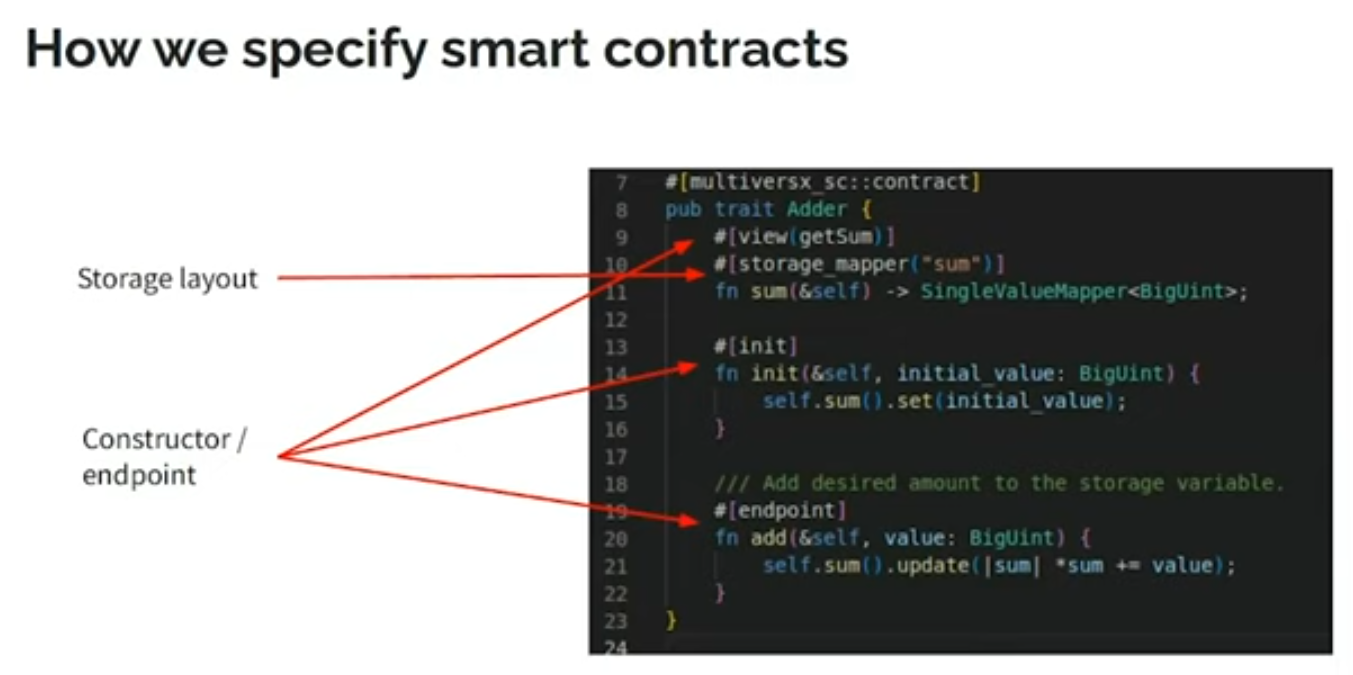 How we specify smart contracts
Storage layout
Constructor /
endpoint
7 #[multiversx_sc::contract]
8 pub trait Adder {
9 #[view(getSum)]
10 #[storage_mapper("sum")]
11 fn sum(&self) -> SingleValueMapper<BigUint>;
12
13 #[init]
14 fn init(&self, initial_value: BigUint) {
15 self.sum().set(initial_value);
16 }
17
18 /// Add desired amount to the storage variable.
19 #[endpoint]
20 fn add(&self, value: BigUint) {
21 self.sum().update(|sum| *sum += value);
22 }
23 }
24